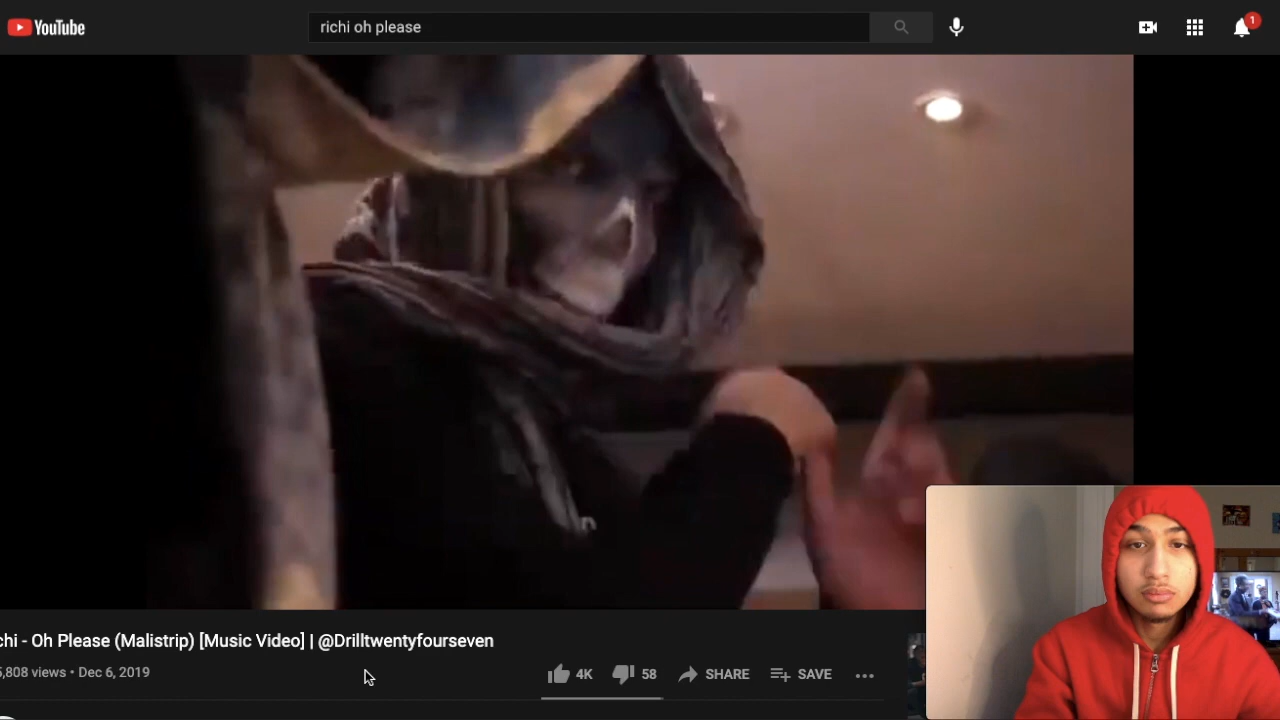 YouTube
richi oh please
1
chi - Oh Please (Malistrip) [Music Video] | @Drilltwentyfourseven
5,808 views • Dec 6, 2019
4K
58
SHARE
SAVE